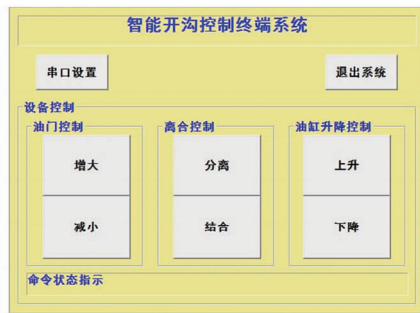 智能开沟控制终端系统
串口设置 退出系统
设备控制
油门控制 离合控制 油缸升降控制
增大 分离 上升
减小 结合 下降
命令状态指示